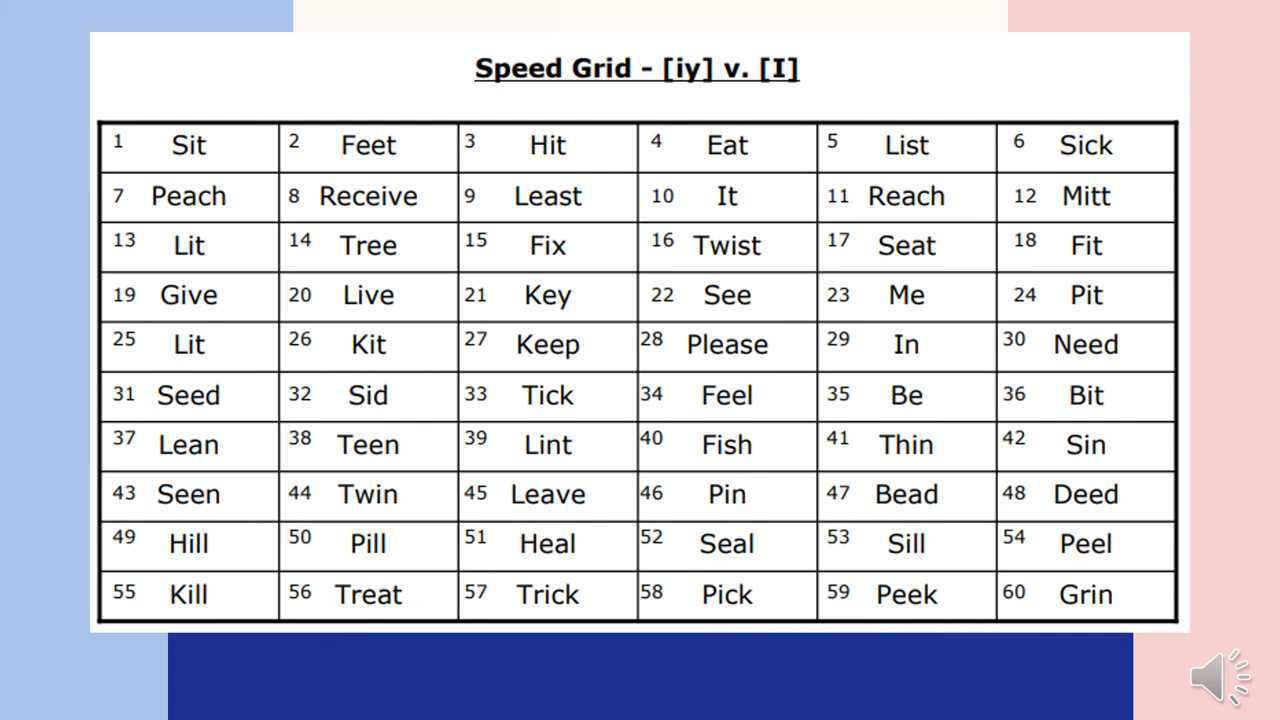 Speed Grid - [iy] v. [I]
1 Sit 2 Feet 3 Hit 4 Eat 5 List 6 Sick
7 Peach 8 Receive 9 Least 10 It 11 Reach 12 Mitt
13 Lit 14 Tree 15 Fix 16 Twist 17 Seat 18 Fit
19 Give 20 Live 21 Key 22 See 23 Me 24 Pit
25 Lit 26 Kit 27 Keep 28 Please 29 In 30 Need
31 Seed 32 Sid 33 Tick 34 Feel 35 Be 36 Bit
37 Lean 38 Teen 39 Lint 40 Fish 41 Thin 42 Sin
43 Seen 44 Twin 45 Leave 46 Pin 47 Bead 48 Deed
49 Hill 50 Pill 51 Heal 52 Seal 53 Sill 54 Peel
55 Kill 56 Treat 57 Trick 58 Pick 59 Peek 60 Grin